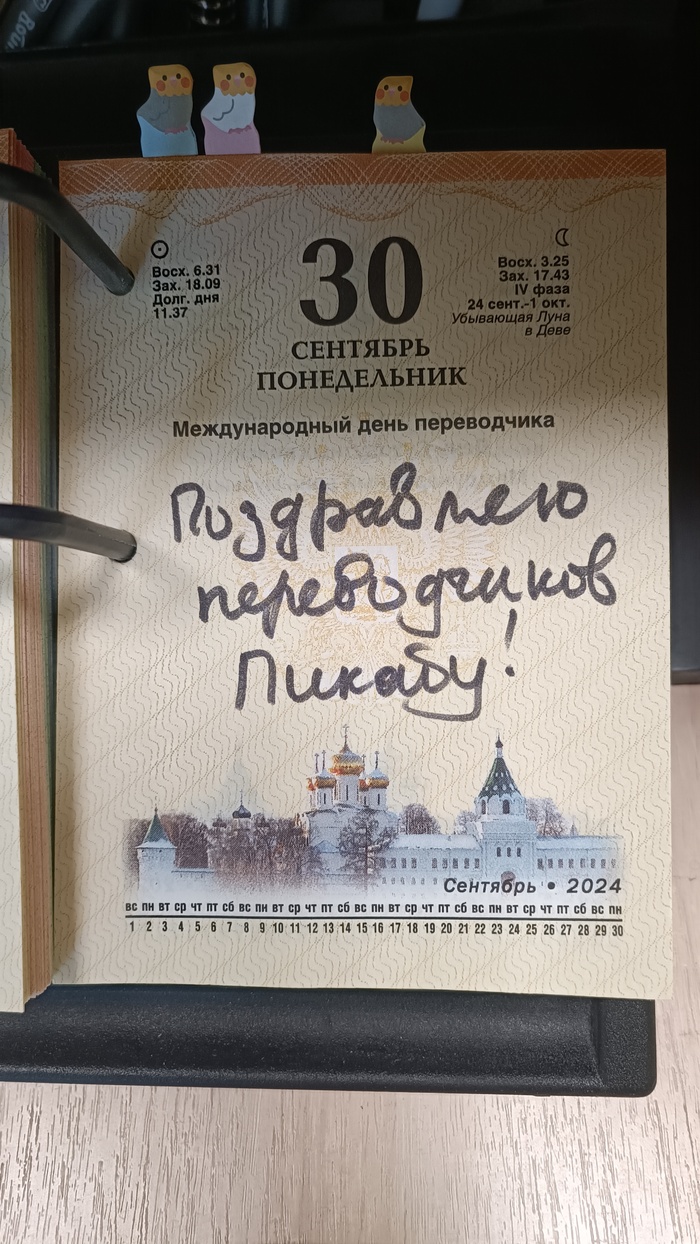 Восх. 6.31
Зах. 18.09
Долг. дня
11.37
30
СЕНТЯБРЬ
ПОНЕДЕЛЬНИК
Восх. 3.25
Зах. 17.43
IV фаза
24 сент.-1 окт.
Убывающая Луна
в Деве
Международный день переводчика
Поздравляю
переводчиков
Пикабу!
Сентябрь • 2024
вс пн вт ср чт пт сб вс пн вт ср чт пт сб вс пн вт ср чт пт сб вс пн вт ср чт пт сб вс пн
1 2 3 4 5 6 7 8 9 10 11 12 13 14 15 16 17 18 19 20 21 22 23 24 25 26 27 28 29 30